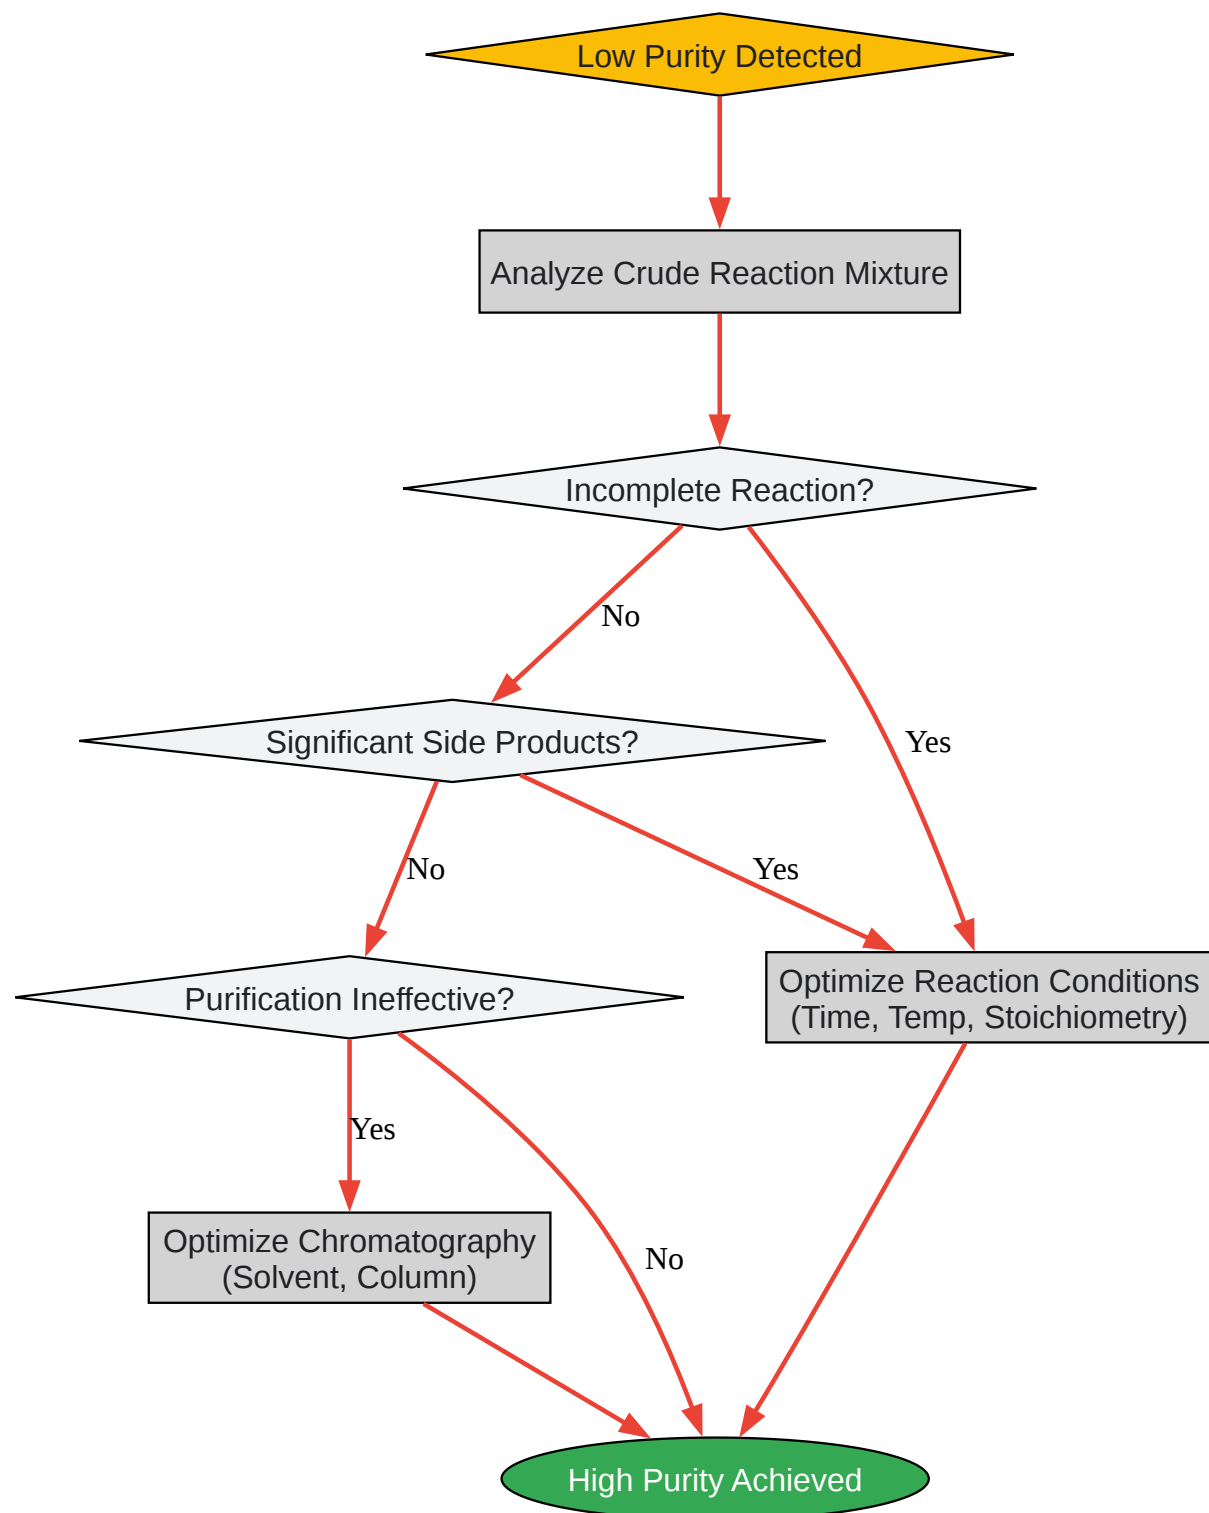 Low Purity Detected
Analyze Crude Reaction Mixture
Incomplete Reaction?
No
Significant Side Products?
Yes
No
Yes
Purification Ineffective?
Optimize Reaction Conditions
(Time, Temp, Stoichiometry)
Yes
Optimize Chromatography
(Solvent, Column)
No
High Purity Achieved